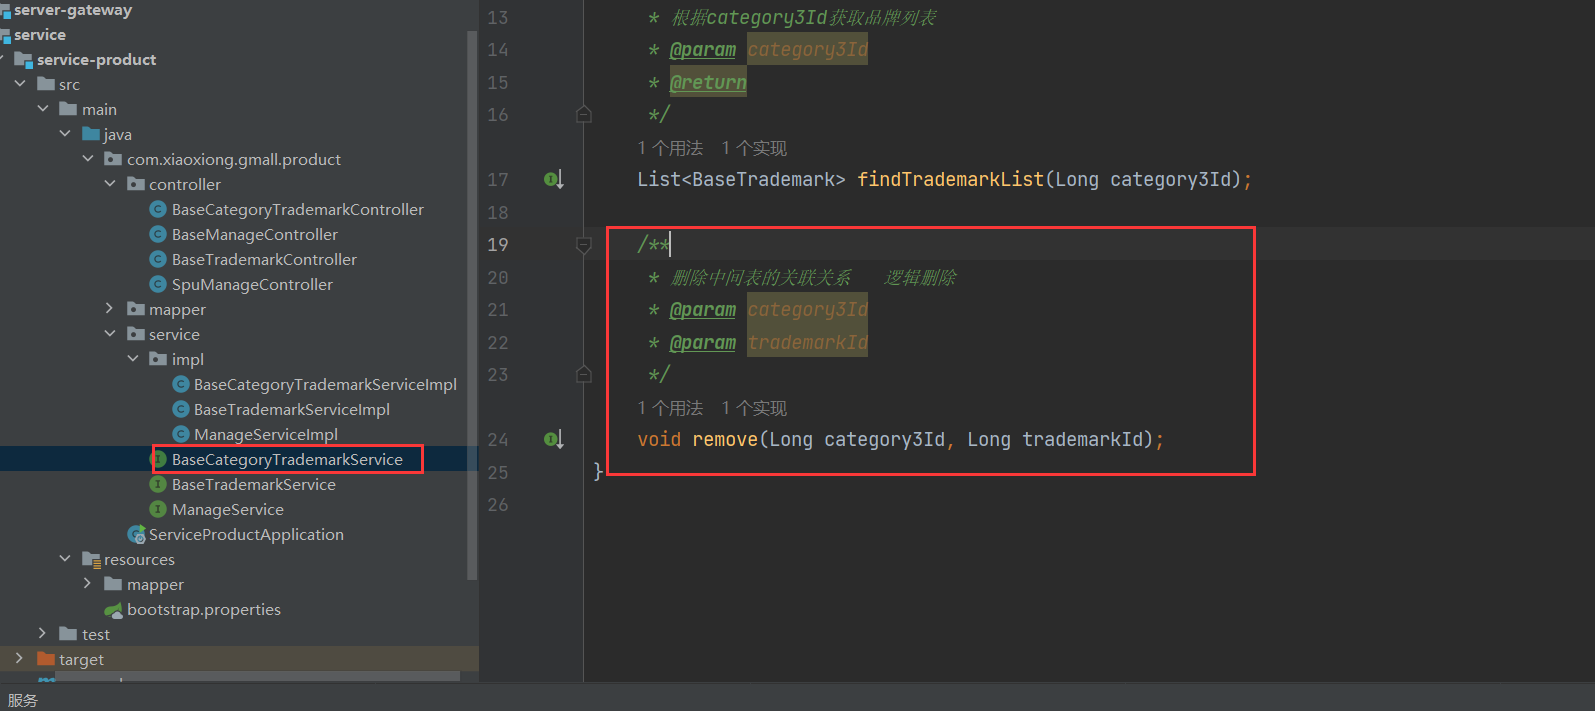 server-gateway
service
service-product
src
main
java
com.xiaoxiong.gmall.product
controller
BaseCategoryTrademarkController
BaseManageController
BaseTrademarkController
SpuManageController
mapper
service
impl
BaseCategoryTrademarkServiceImpl
BaseTrademarkServiceImpl
ManageServiceImpl
BaseCategoryTrademarkService
BaseTrademarkService
ManageService
ServiceProductApplication
resources
mapper
bootstrap.properties
test
target
服务
13 * 根据category3Id获取品牌列表
14 * @param category3Id
15 * @return
16 */
1 个用法 1 个实现
17 List<BaseTrademark> findTrademarkList(Long category3Id);
18
19 /**
20 * 删除中间表的关联关系 逻辑删除
21 * @param category3Id
22 * @param trademarkId
23 */
1 个用法 1 个实现
24 void remove(Long category3Id, Long trademarkId);
25 }
26